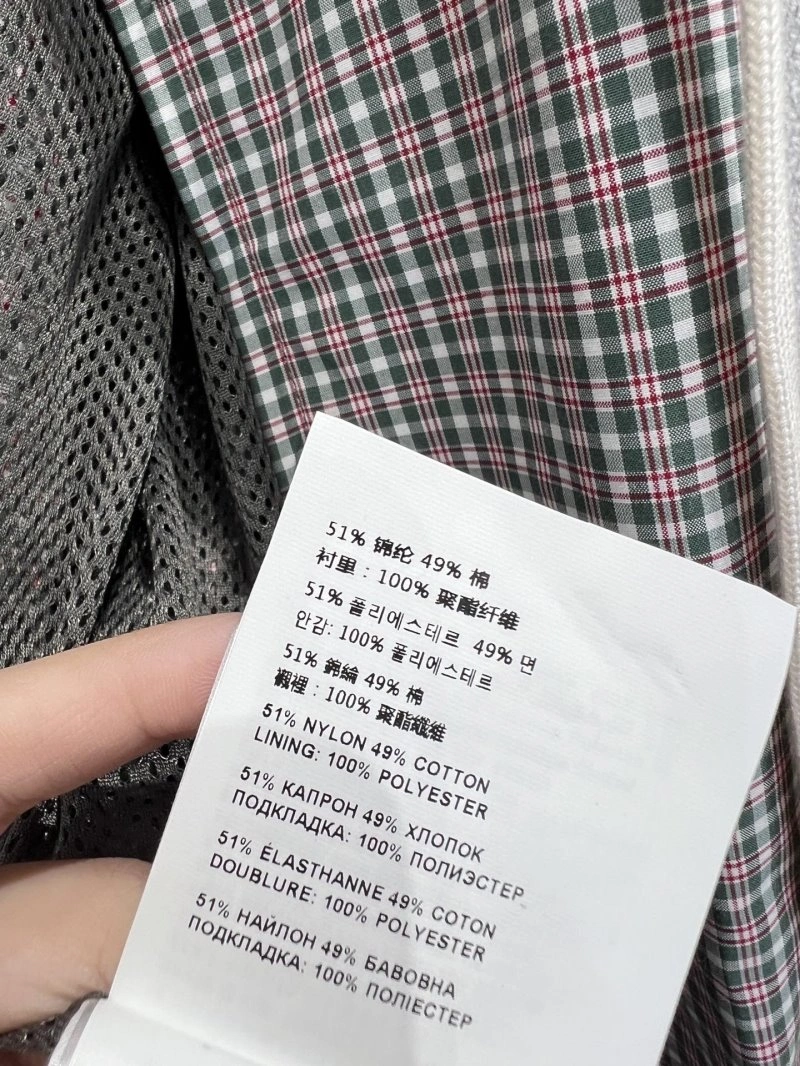 51% 锦纶 49% 棉
衬里：100% 聚酯纤维
51% 폴리에스테르 49% 면
안감: 100% 폴리에스테르
51% 錦綸 49% 棉
襯裡：100% 聚酯纖維
51% NYLON 49% COTTON
LINING: 100% POLYESTER
51% КАПРОН 49% ХЛОПОК
ПОДКЛАДКА: 100% ПОЛИЭСТЕР
51% ÉLASTHANNE 49% COTON
DOUBLURE: 100% POLYESTER
51% НАЙЛОН 49% БАВОВНА
ПОДКЛАДКА: 100% ПОЛІЕСТЕР